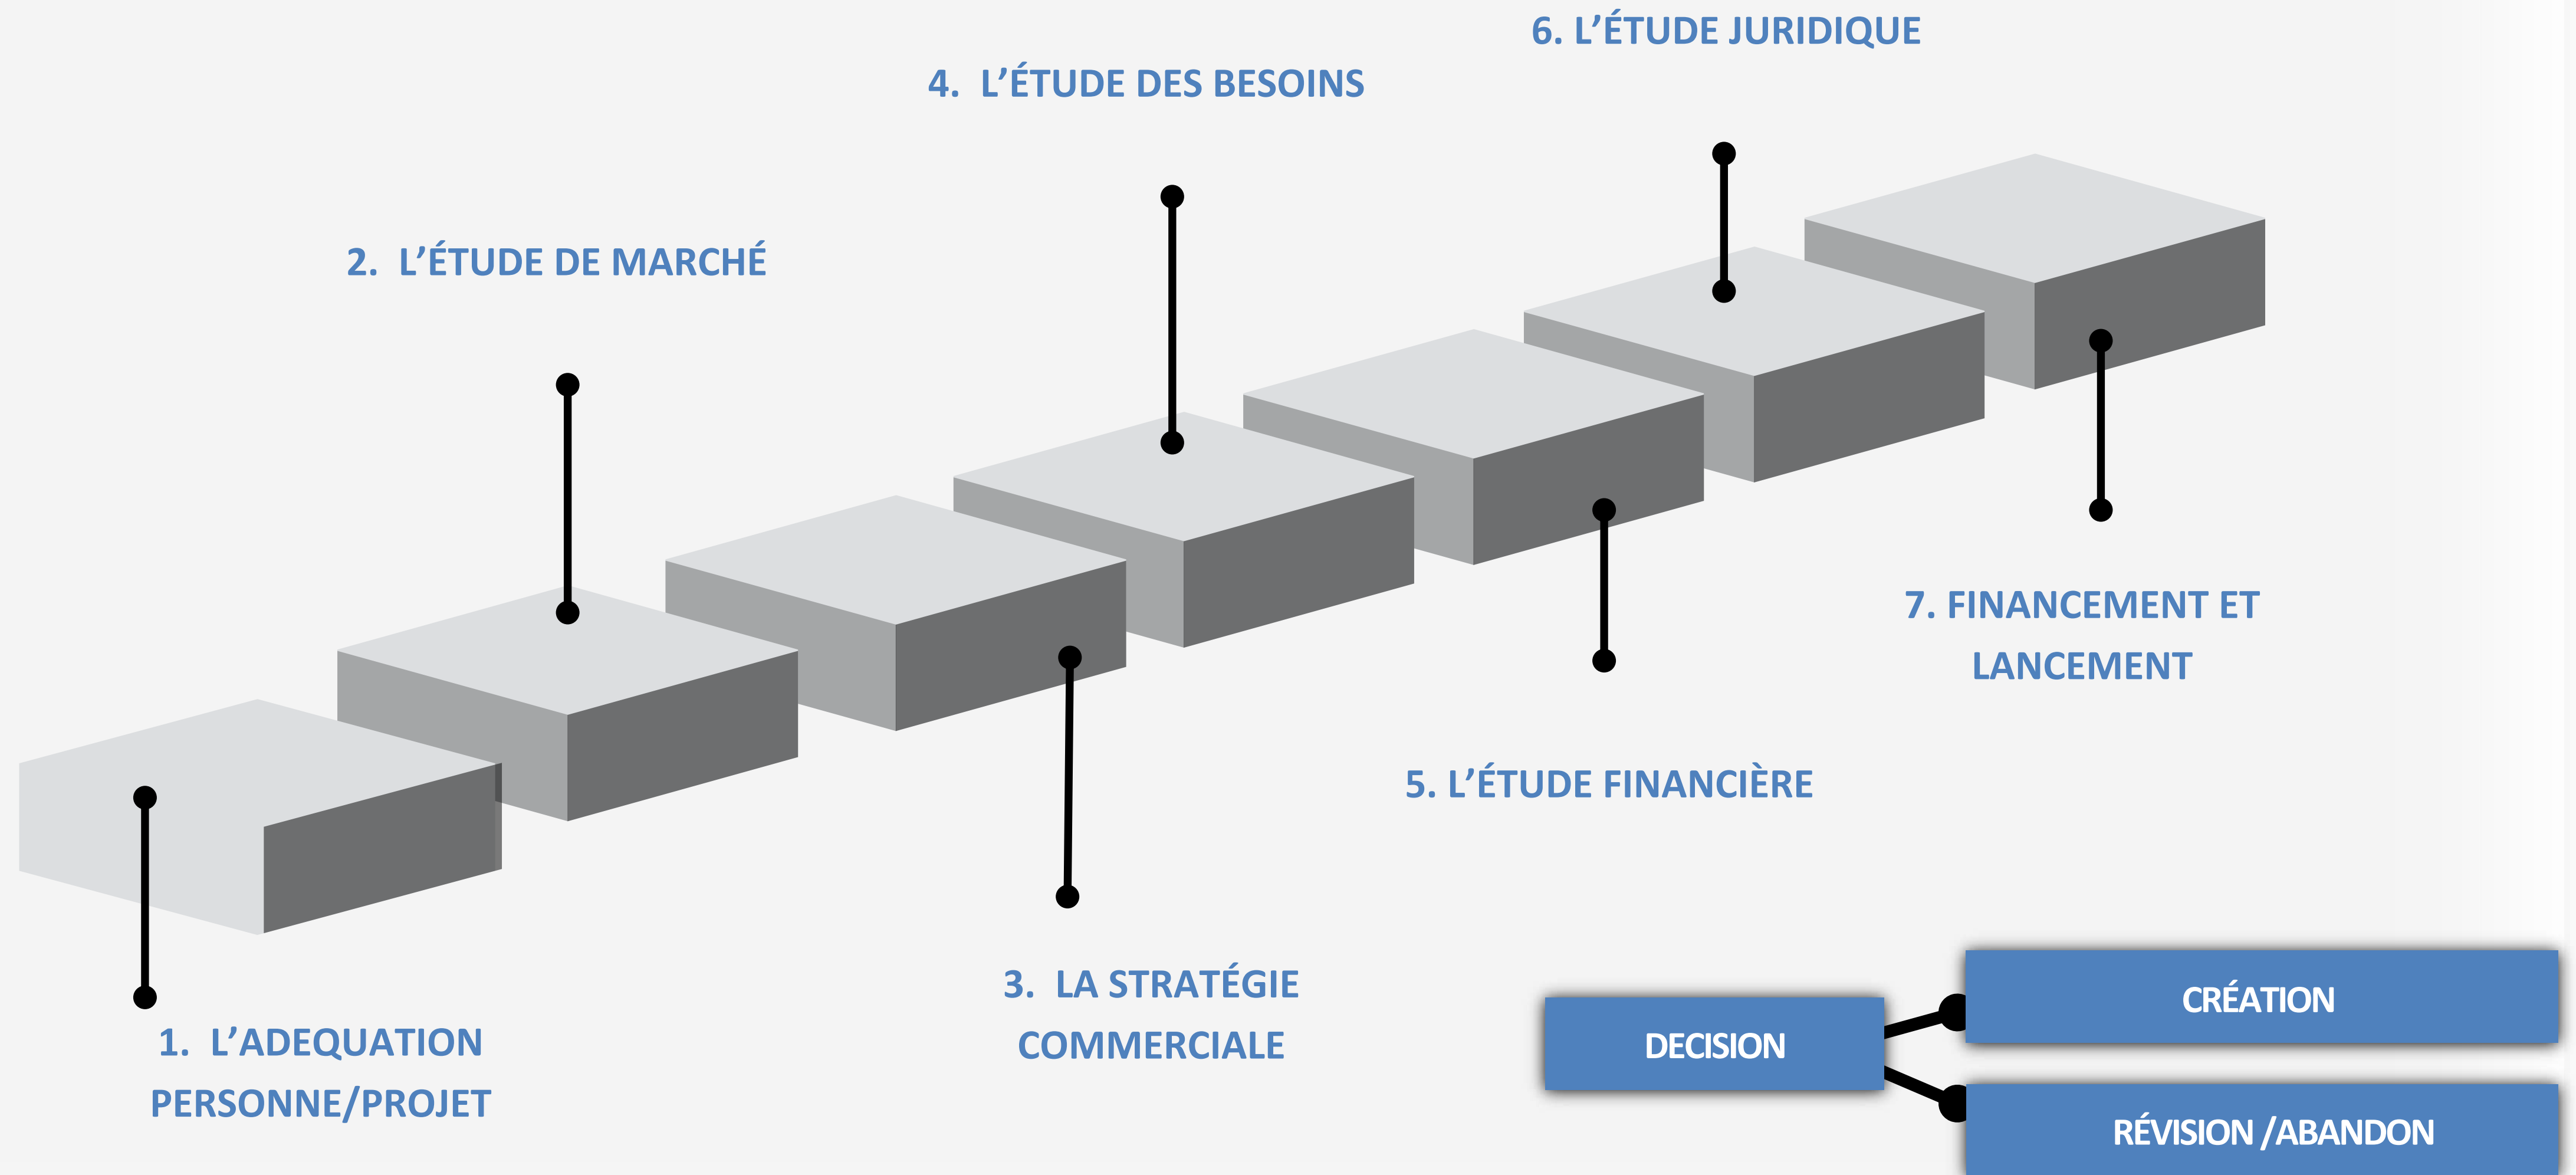 6. L’ÉTUDE JURIDIQUE
4. L’ÉTUDE DES BESOINS
2. L’ÉTUDE DE MARCHÉ
7. FINANCEMENT ET
LANCEMENT
5. L’ÉTUDE FINANCIÈRE
3. LA STRATÉGIE
COMMERCIALE
1. L’ADEQUATION
PERSONNE/PROJET
DECISION
CRÉATION
RÉVISION /ABANDON